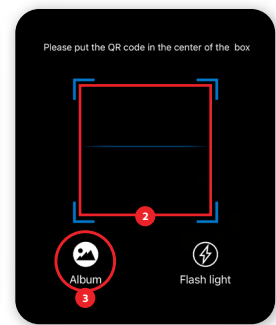 Please put the QR code in the center of the box
2
Album
Flash light
3